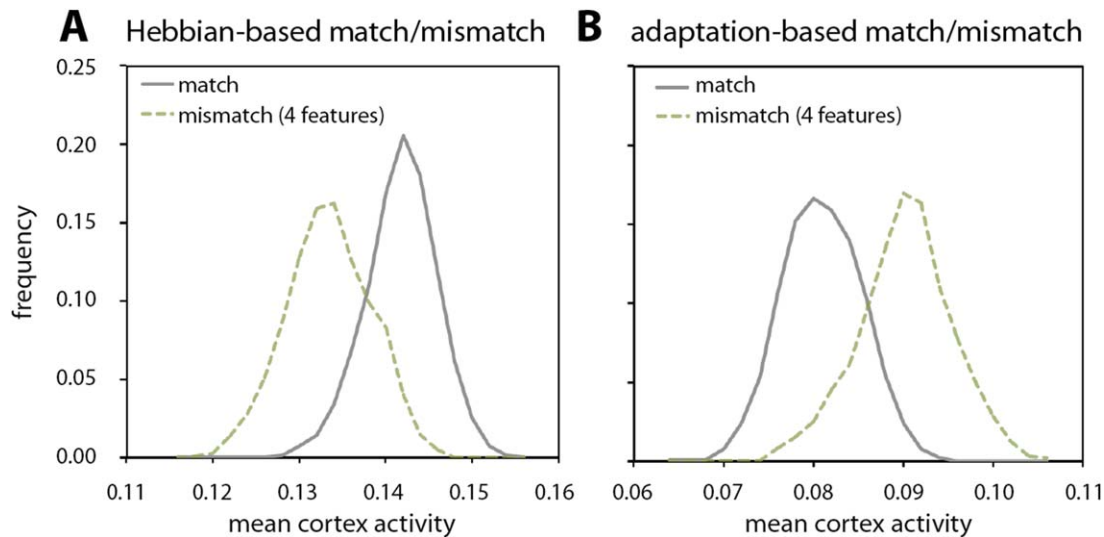 A Hebbian-based match/mismatch
0.25
0.20
0.15
0.10
0.05
0.00
frequency
match
mismatch (4 features)
0.11 0.12 0.13 0.14 0.15 0.16
mean cortex activity
B adaptation-based match/mismatch
match
mismatch (4 features)
0.06 0.07 0.08 0.09 0.10 0.11
mean cortex activity